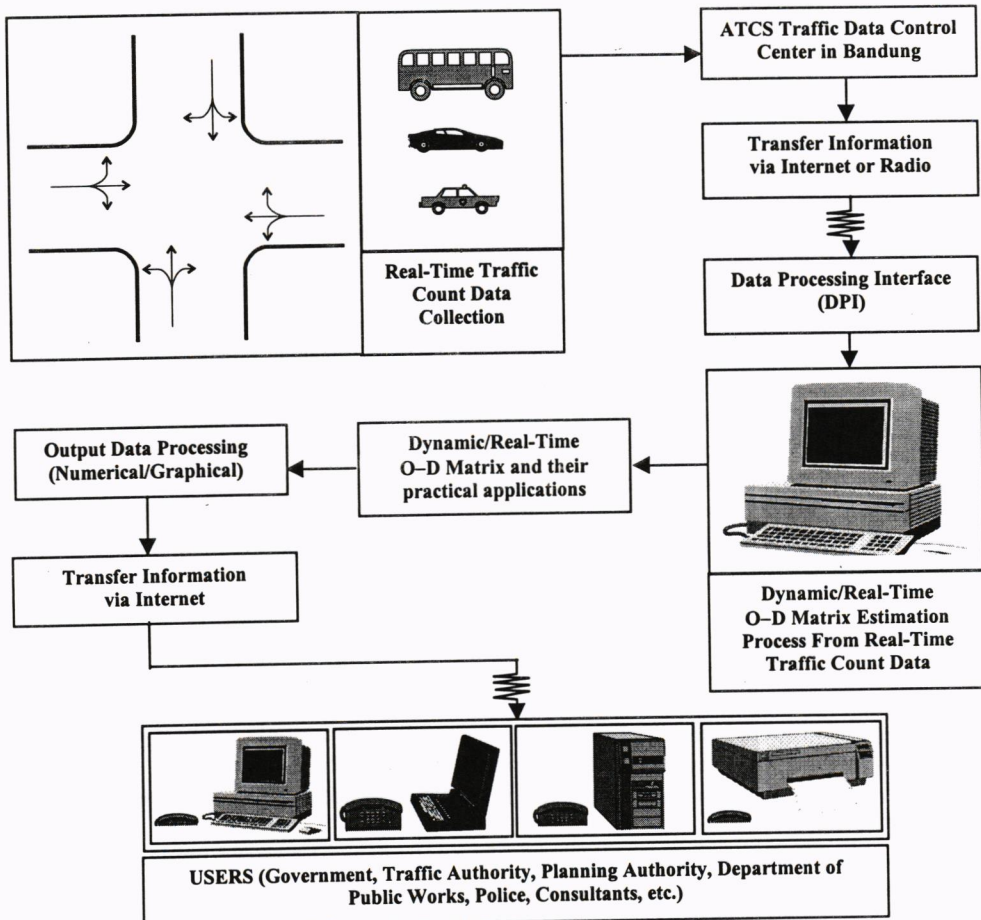 ATCS Traffic Data Control
Center in Bandung
Transfer Information
via Internet or Radio
Real-Time Traffic
Count Data
Collection
Data Processing Interface
(DPI)
Output Data Processing
(Numerical/Graphical)
Dynamic/Real-Time
O–D Matrix and their
practical applications
Transfer Information
via Internet
Dynamic/Real-Time
O–D Matrix Estimation
Process From Real-Time
Traffic Count Data
USERS (Government, Traffic Authority, Planning Authority, Department of
Public Works, Police, Consultants, etc.)